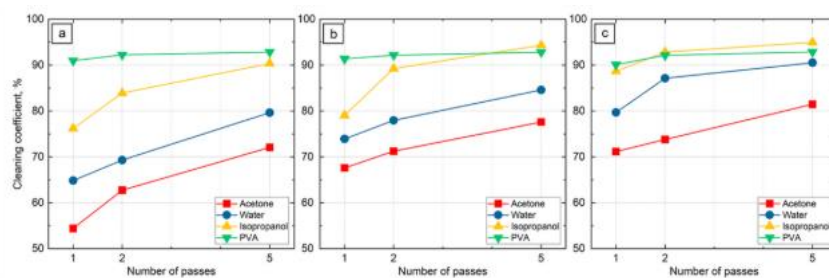 a
b
c
Cleaning coefficient, %
100
90
80
70
60
50
Acetone
Water
Isopropanol
PVA
1
2
5
Number of passes
100
90
80
70
60
50
Acetone
Water
Isopropanol
PVA
1
2
5
Number of passes
100
90
80
70
60
50
Acetone
Water
Isopropanol
PVA
1
2
5
Number of passes